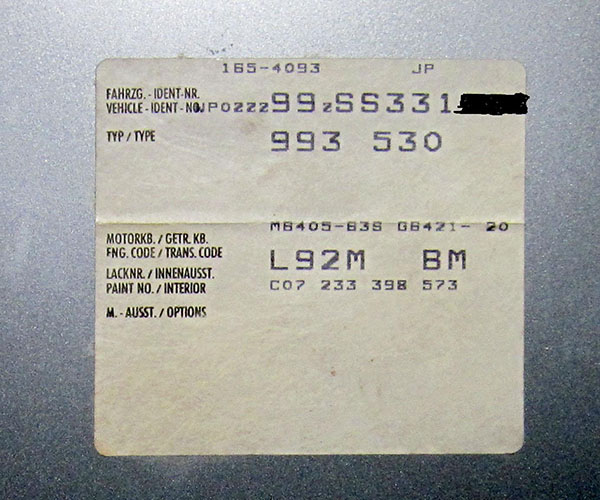 165-4093 JP
FAHRZG. - IDENT-NR.
VEHICLE - IDENT - NO. WP0ZZZ99ZSS331
TYP / TYPE 993 530
M6405-63S G6421- 20
MOTORKB. / GETR. KB.
ENG. CODE / TRANS. CODE L92M BM
LACKNR. / INNENAUSST.
PAINT NO. / INTERIOR C07 233 398 573
M. - AUSST. / OPTIONS